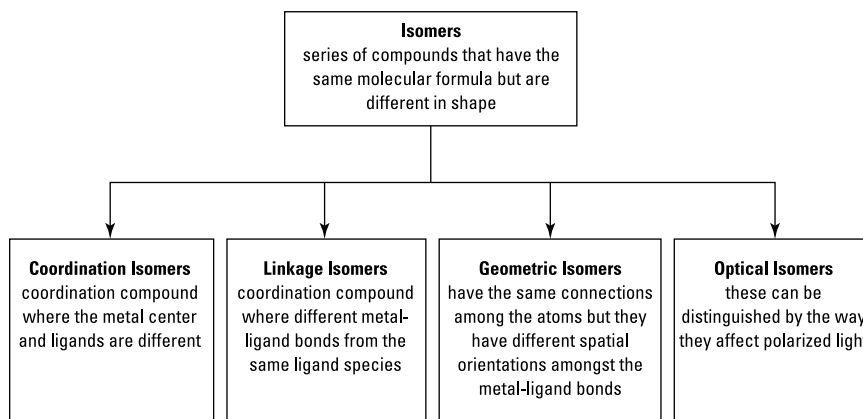 Isomers
series of compounds that have the
same molecular formula but are
different in shape
Coordination Isomers
coordination compound
where the metal center
and ligands are different
Linkage Isomers
coordination compound
where different metal-
ligand bonds from the
same ligand species
Geometric Isomers
have the same connections
among the atoms but they
have different spatial
orientations amongst the
metal-ligand bonds
Optical Isomers
these can be
distinguished by the way
they affect polarized light